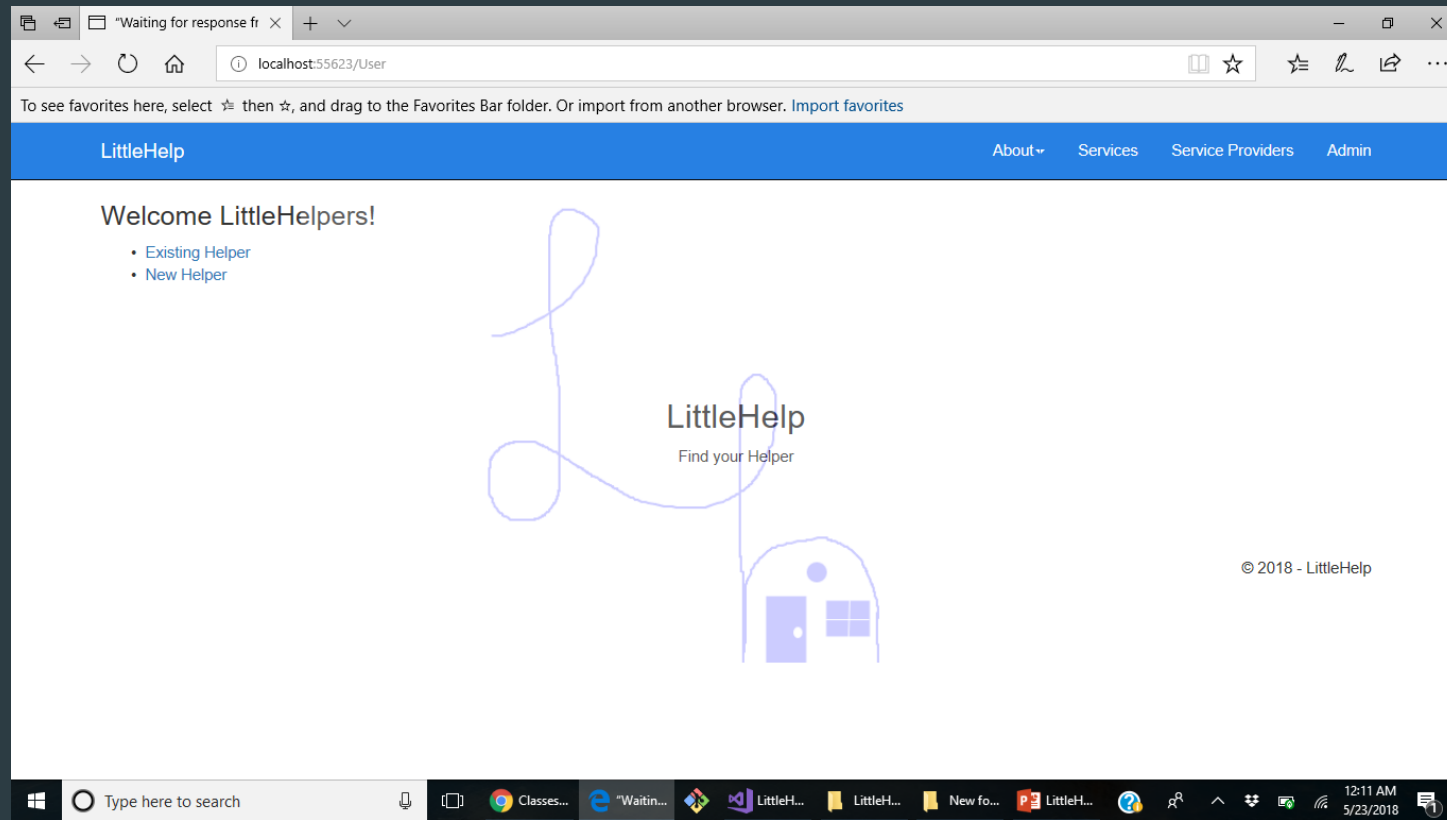 "Waiting for response fr
localhost:55623/User
To see favorites here, select then , and drag to the Favorites Bar folder. Or import from another browser. Import favorites
LittleHelp About Services Service Providers Admin
Welcome LittleHelpers!
• Existing Helper
• New Helper
LittleHelp
Find your Helper
© 2018 - LittleHelp
Type here to search Classes... "Waitin... LittleH... LittleH... New fo... LittleH... 12:11 AM
5/23/2018
1